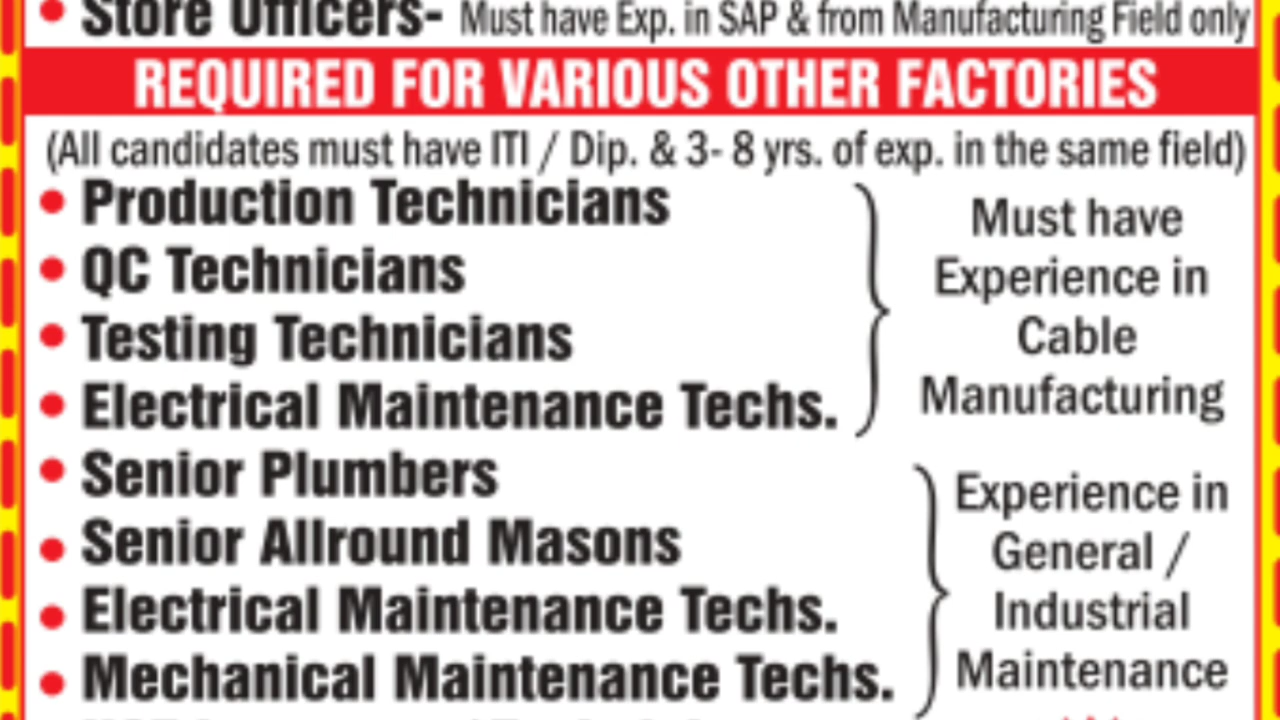 • Store Officers- Must have Exp. in SAP & from Manufacturing Field only
REQUIRED FOR VARIOUS OTHER FACTORIES
(All candidates must have ITI / Dip. & 3- 8 yrs. of exp. in the same field)
• Production Technicians
• QC Technicians
• Testing Technicians
• Electrical Maintenance Techs.
Must have
Experience in
Cable
Manufacturing
• Senior Plumbers
• Senior Allround Masons
• Electrical Maintenance Techs.
• Mechanical Maintenance Techs.
Experience in
General /
Industrial
Maintenance